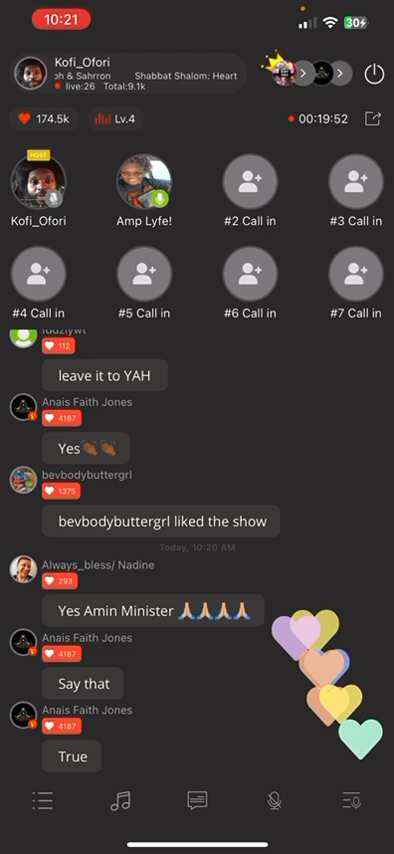 10:21
30
Kofi_Ofori
oh & Sahrron Shabbat Shalom: Heart
live:26 Total:9.1k
174.5k
Lv.4
00:19:52
HOST
Kofi_Ofori
Amp Lyfe!
#2 Call in
#3 Call in
#4 Call in
#5 Call in
#6 Call in
#7 Call in
112
leave it to YAH
Anais Faith Jones
4187
Yes👏🏾👏🏾
bevbodybuttergrl
1375
bevbodybuttergrl liked the show
Today, 10:20 AM
Always_bless/ Nadine
293
Yes Amin Minister 🙏🏼🙏🏼🙏🏼🙏🏼
Anais Faith Jones
4187
Say that
Anais Faith Jones
4187
True